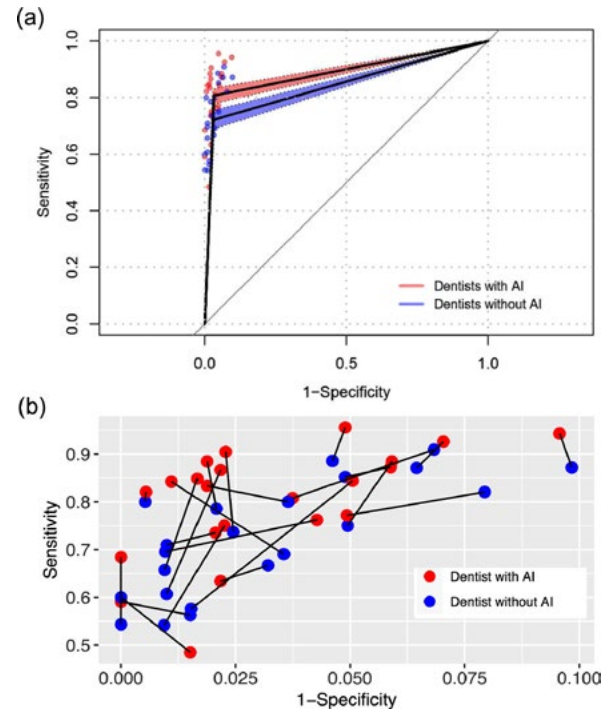 (a)
1.0
0.8
0.6
0.4
0.2
0.0
Sensitivity
Dentists with AI
Dentists without AI
0.0 0.5 1.0
1-Specificity
(b)
0.9
0.8
0.7
0.6
0.5
Sensitivity
Dentist with AI
Dentist without AI
0.000 0.025 0.050 0.075 0.100
1-Specificity